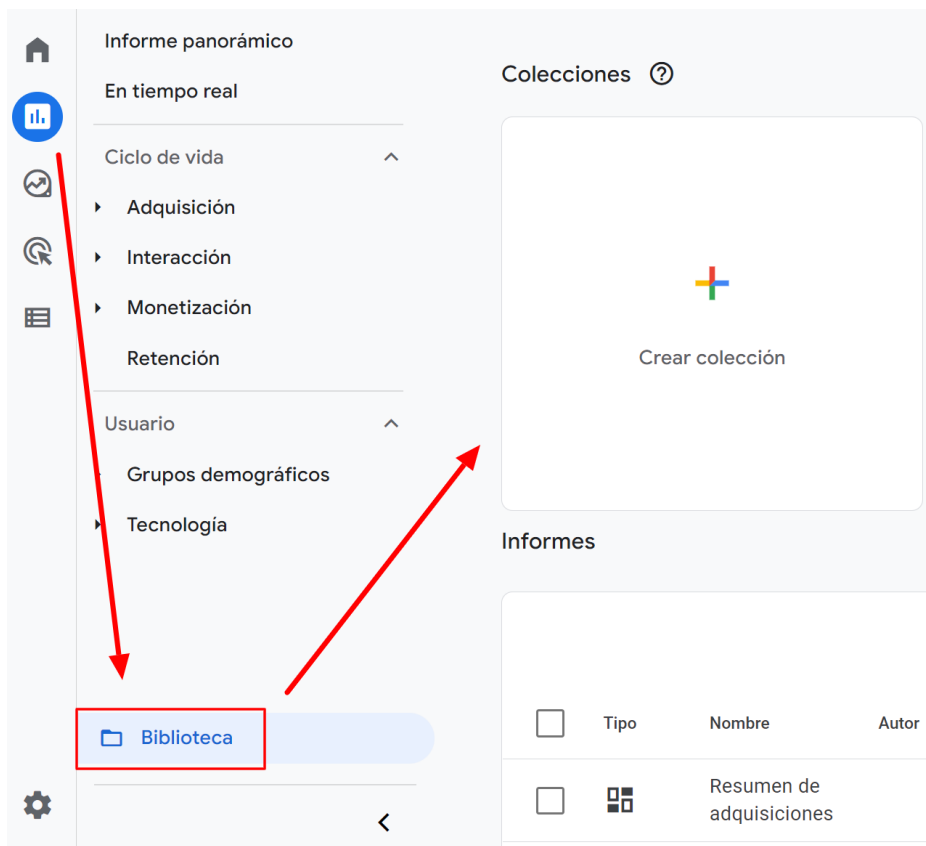 Informe panorámico
En tiempo real
Ciclo de vida
Adquisición
Interacción
Monetización
Retención
Usuario
Grupos demográficos
Tecnología
Biblioteca
Colecciones
Crear colección
Informes
Tipo Nombre Autor
Resumen de
adquisiciones